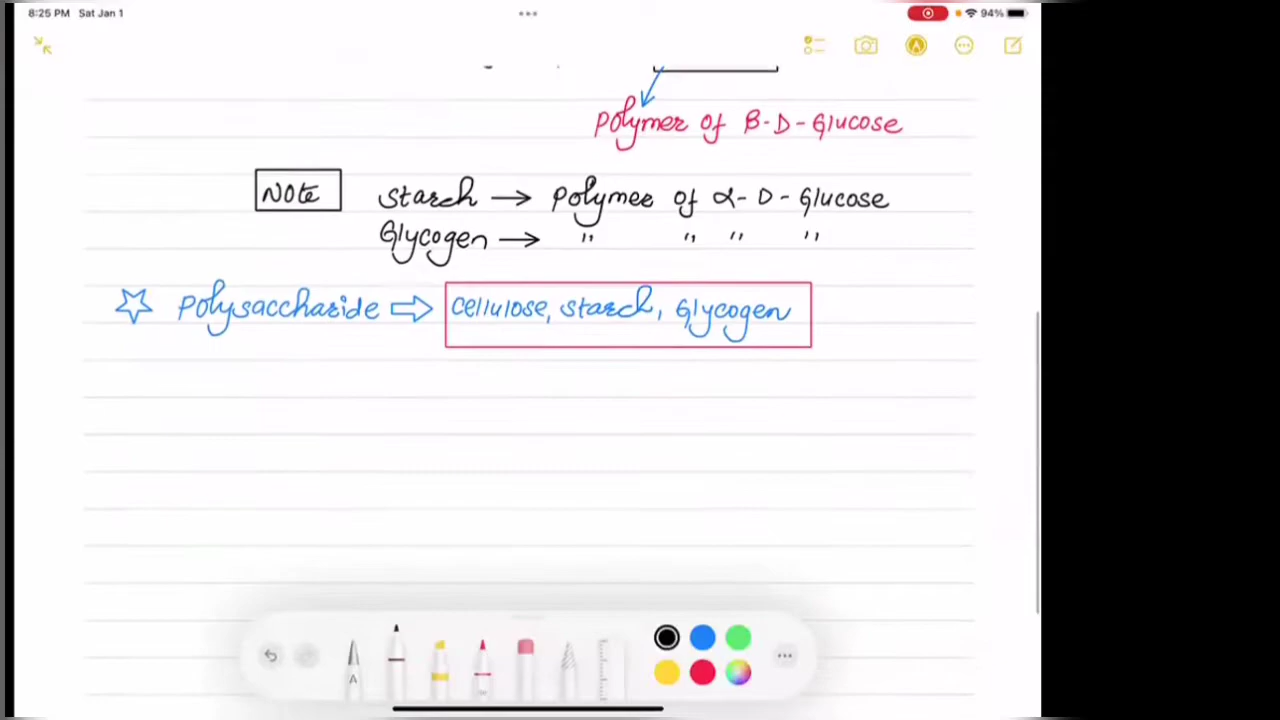 8:25 PM Sat Jan 1
94%
Polymer of β-D-Glucose
Note Starch → Polymer of α-D-Glucose
Glycogen → " " " "
☆ Polysaccharide ⇨ Cellulose, Starch, Glycogen
A